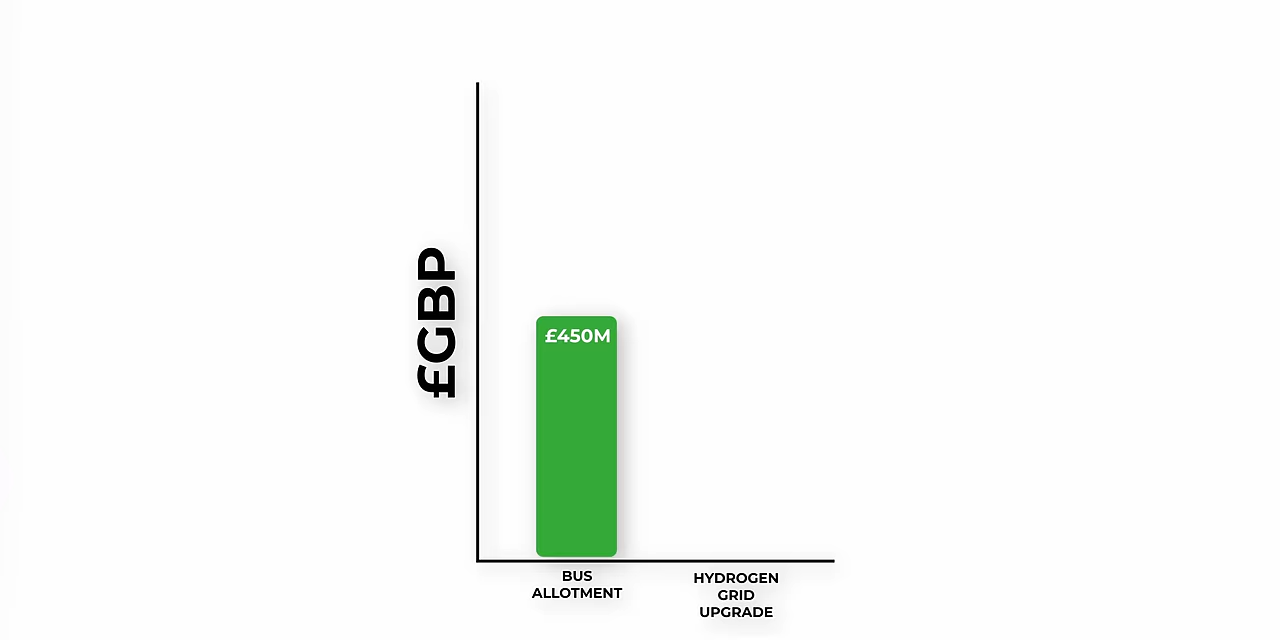 £GBP
£450M
BUS
ALLOTMENT
HYDROGEN
GRID
UPGRADE